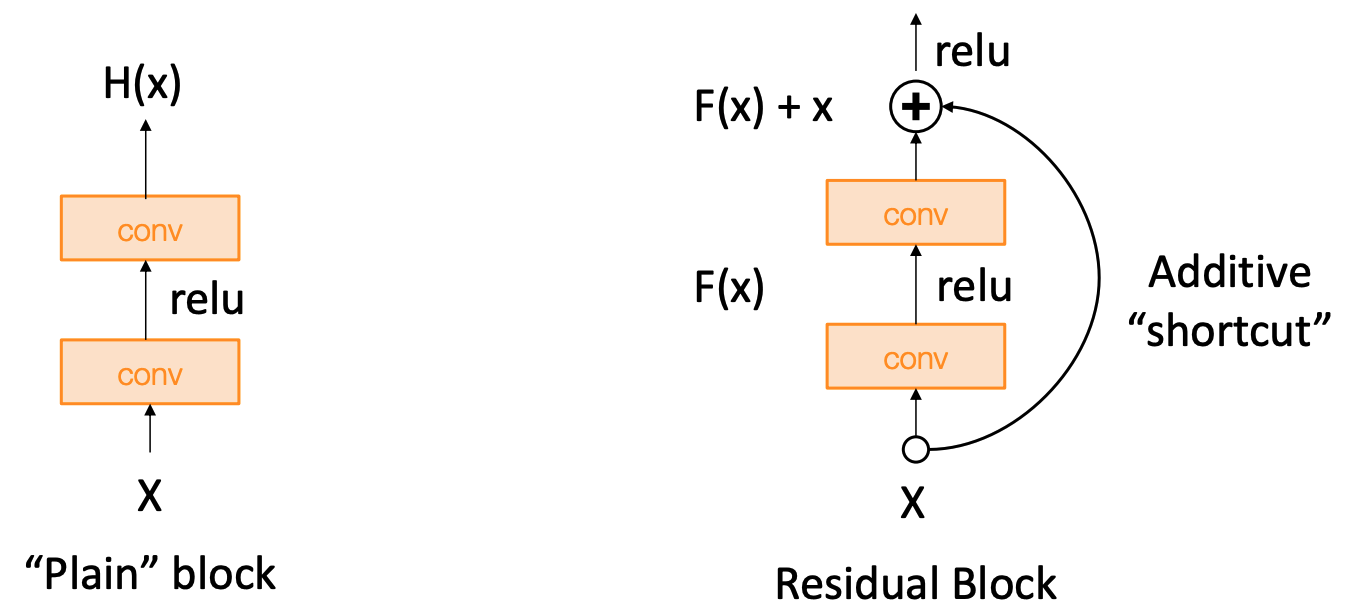 H(x)
conv
relu
conv
X
“Plain” block
relu
F(x) + x
conv
F(x)
relu
conv
X
Additive
“shortcut”
Residual Block